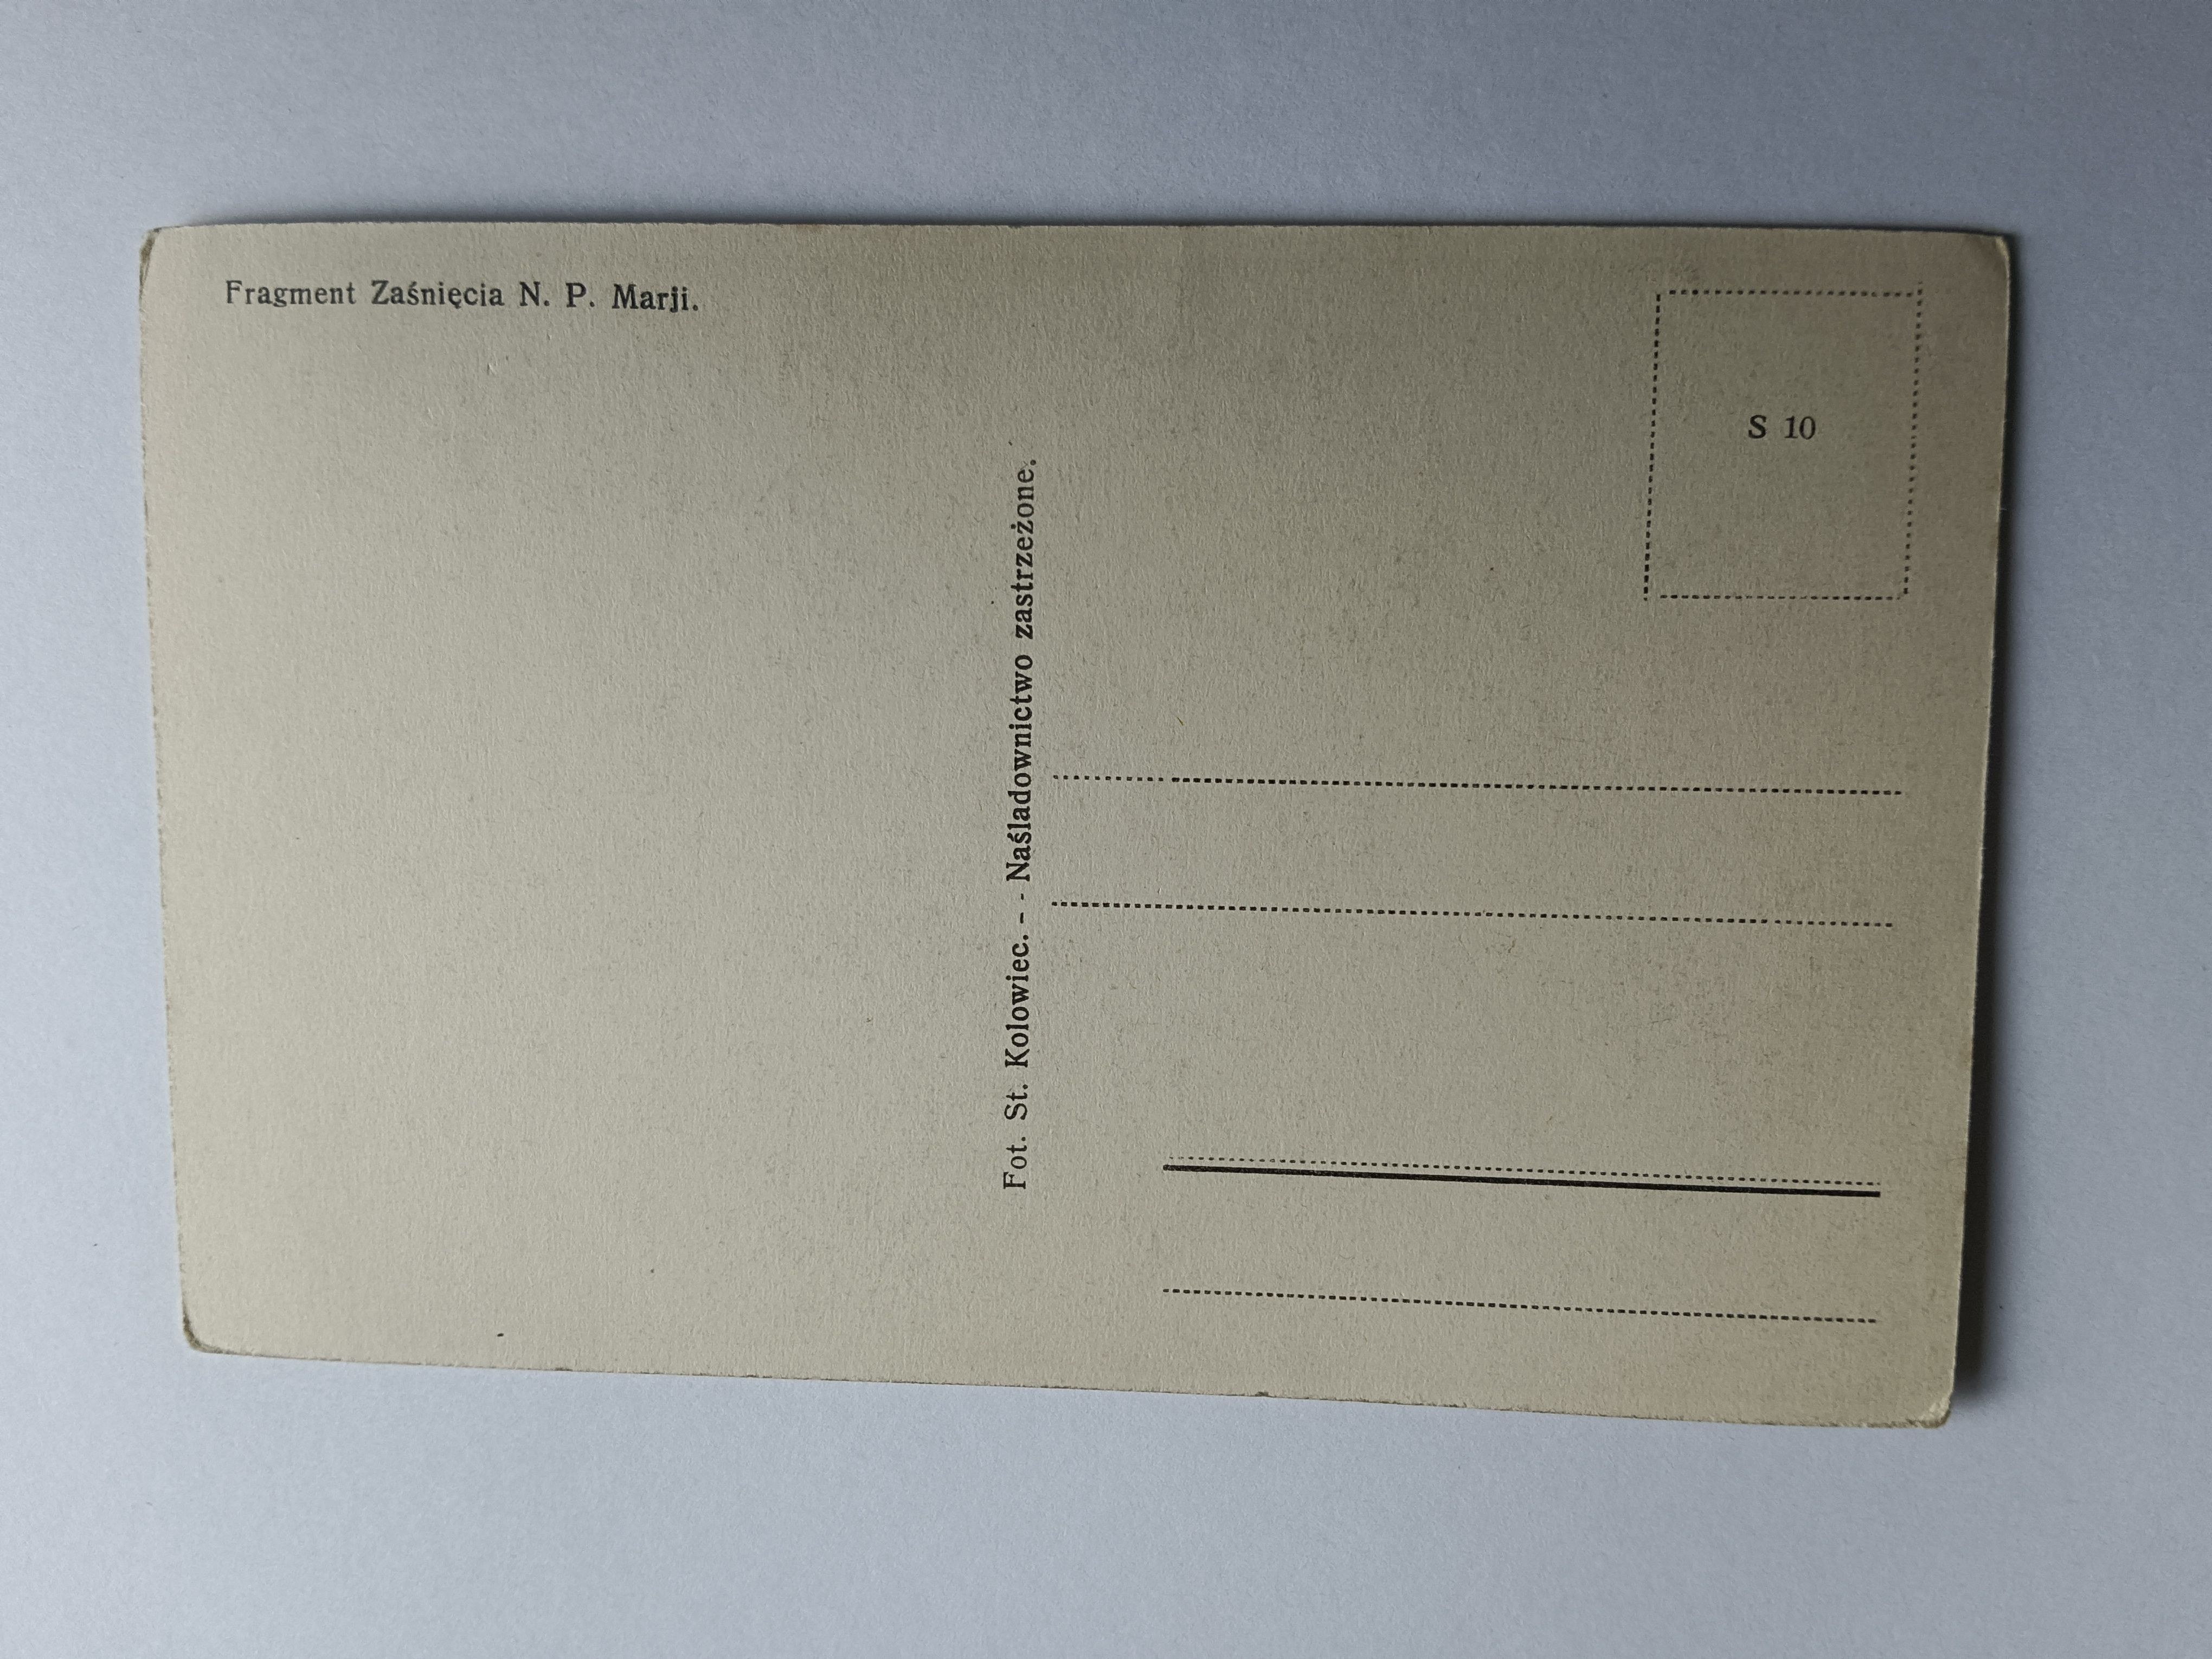 Fragment Zaśnięcia N. P. Marji.
S 10
Fot. St. Kolowiec. - - Naśladownictwo zastrzeżone.